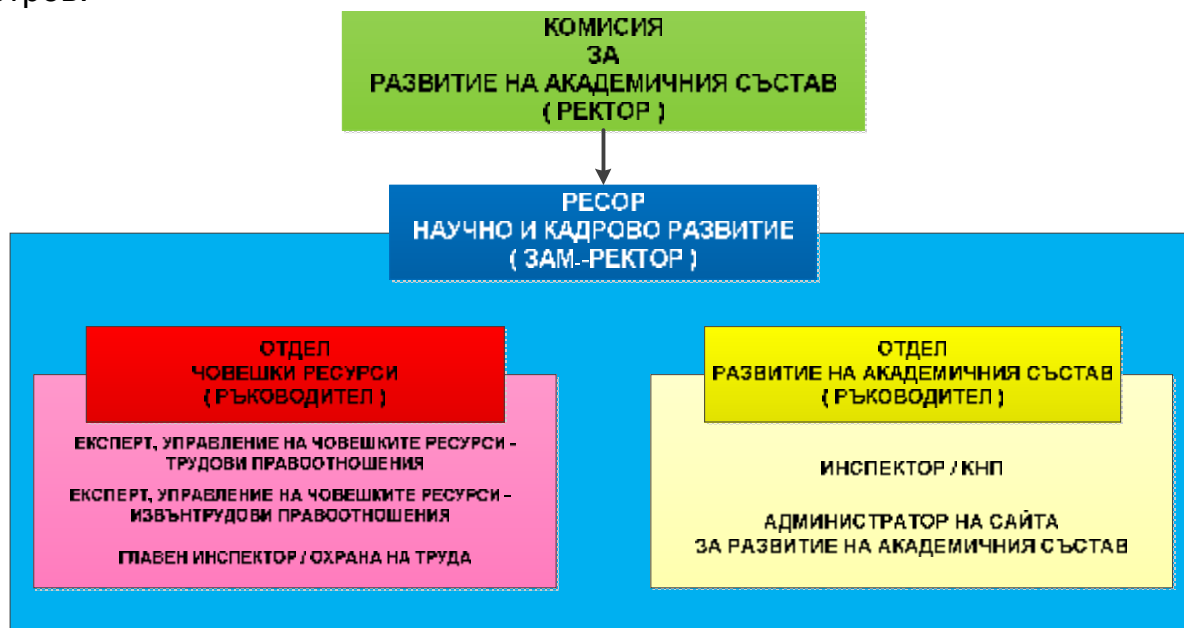 КОМИСИЯ
ЗА
РАЗВИТИЕ НА АКАДЕМИЧНИЯ СЪСТАВ
( РЕКТОР )
РЕСОР
НАУЧНО И КАДРОВО РАЗВИТИЕ
( ЗАМ.-РЕКТОР )
ОТДЕЛ
ЧОВЕШКИ РЕСУРСИ
( РЪКОВОДИТЕЛ )
ЕКСПЕРТ, УПРАВЛЕНИЕ НА ЧОВЕШКИТЕ РЕСУРСИ -
ТРУДОВИ ПРАВООТНОШЕНИЯ
ЕКСПЕРТ, УПРАВЛЕНИЕ НА ЧОВЕШКИТЕ РЕСУРСИ -
ИЗВЪНТРУДОВИ ПРАВООТНОШЕНИЯ
ГЛАВЕН ИНСПЕКТОР / ОХРАНА НА ТРУДА
ОТДЕЛ
РАЗВИТИЕ НА АКАДЕМИЧНИЯ СЪСТАВ
( РЪКОВОДИТЕЛ )
ИНСПЕКТОР / КНП
АДМИНИСТРАТОР НА САЙТА
ЗА РАЗВИТИЕ НА АКАДЕМИЧНИЯ СЪСТАВ